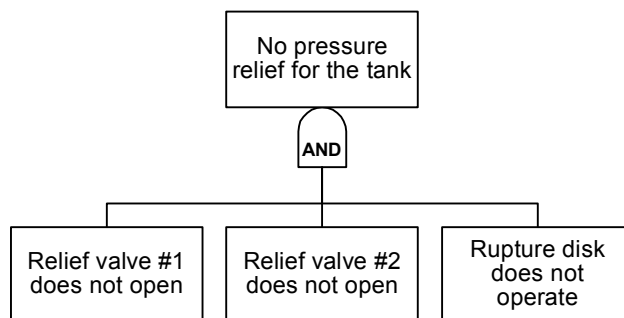 No pressure
relief for the tank
AND
Relief valve #1
does not open
Relief valve #2
does not open
Rupture disk
does not
operate